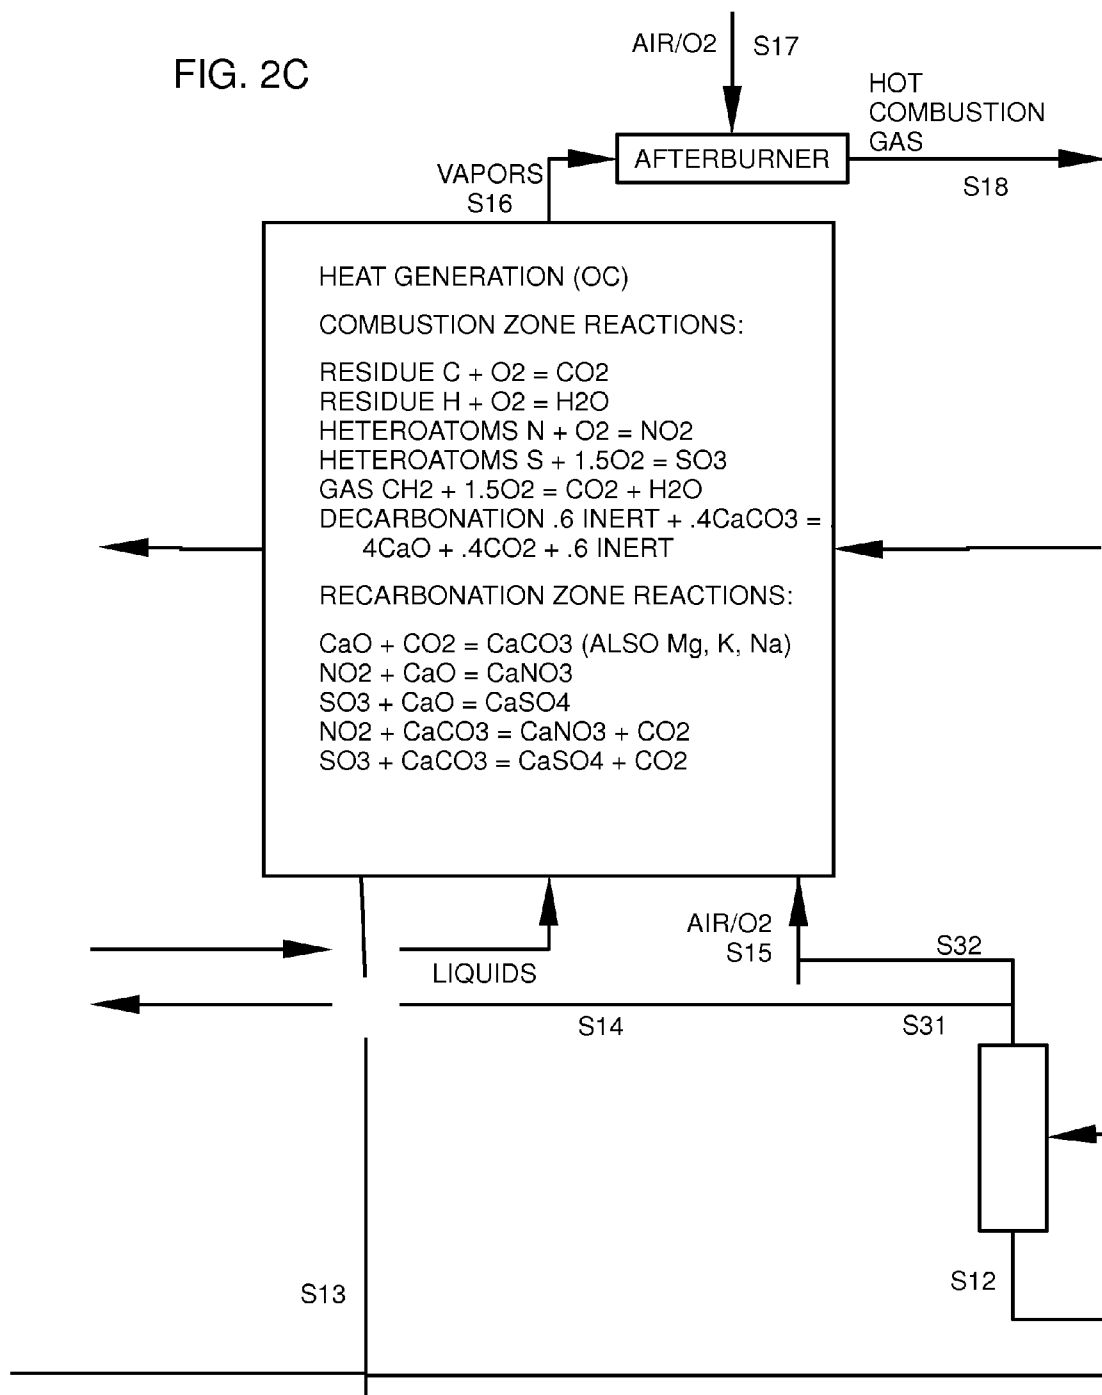 FIG. 2C
AIR/O2
S17
HOT
COMBUSTION
GAS
AFTERBURNER
VAPORS
S16
S18
HEAT GENERATION (OC)
COMBUSTION ZONE REACTIONS:
RESIDUE C + O2 = CO2
RESIDUE H + O2 = H2O
HETEROATOMS N + O2 = NO2
HETEROATOMS S + 1.5O2 = SO3
GAS CH2 + 1.5O2 = CO2 + H2O
DECARBONATION .6 INERT + .4CaCO3 = .
4CaO + .4CO2 + .6 INERT
RECARBONATION ZONE REACTIONS:
CaO + CO2 = CaCO3 (ALSO Mg, K, Na)
NO2 + CaO = CaNO3
SO3 + CaO = CaSO4
NO2 + CaCO3 = CaNO3 + CO2
SO3 + CaCO3 = CaSO4 + CO2
AIR/O2
S15
S32
LIQUIDS
S14
S31
S12
S13